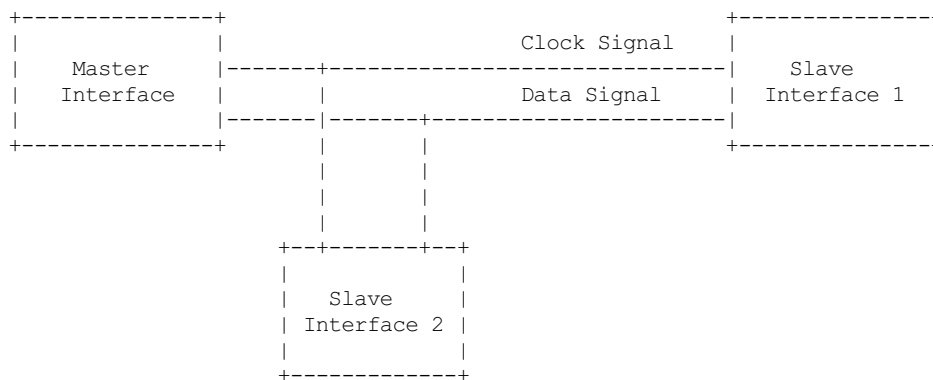 Clock Signal
Master
Interface
Slave
Interface 1
Data Signal
Slave
Interface 2